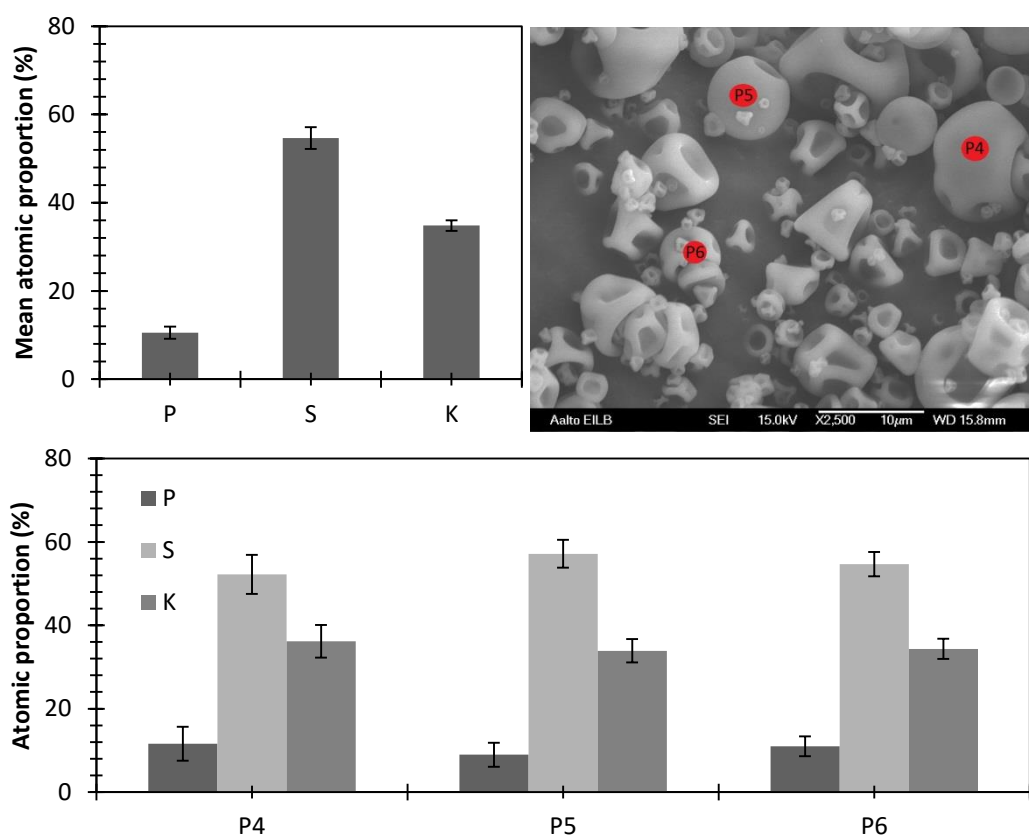 Mean atomic proportion (%)
80
60
40
20
0
P S K
P5
P4
P6
Aalto EILB SEI 15.0kV X2,500 10µm WD 15.8mm
Atomic proportion (%)
80
60
40
20
0
P
S
K
P4 P5 P6